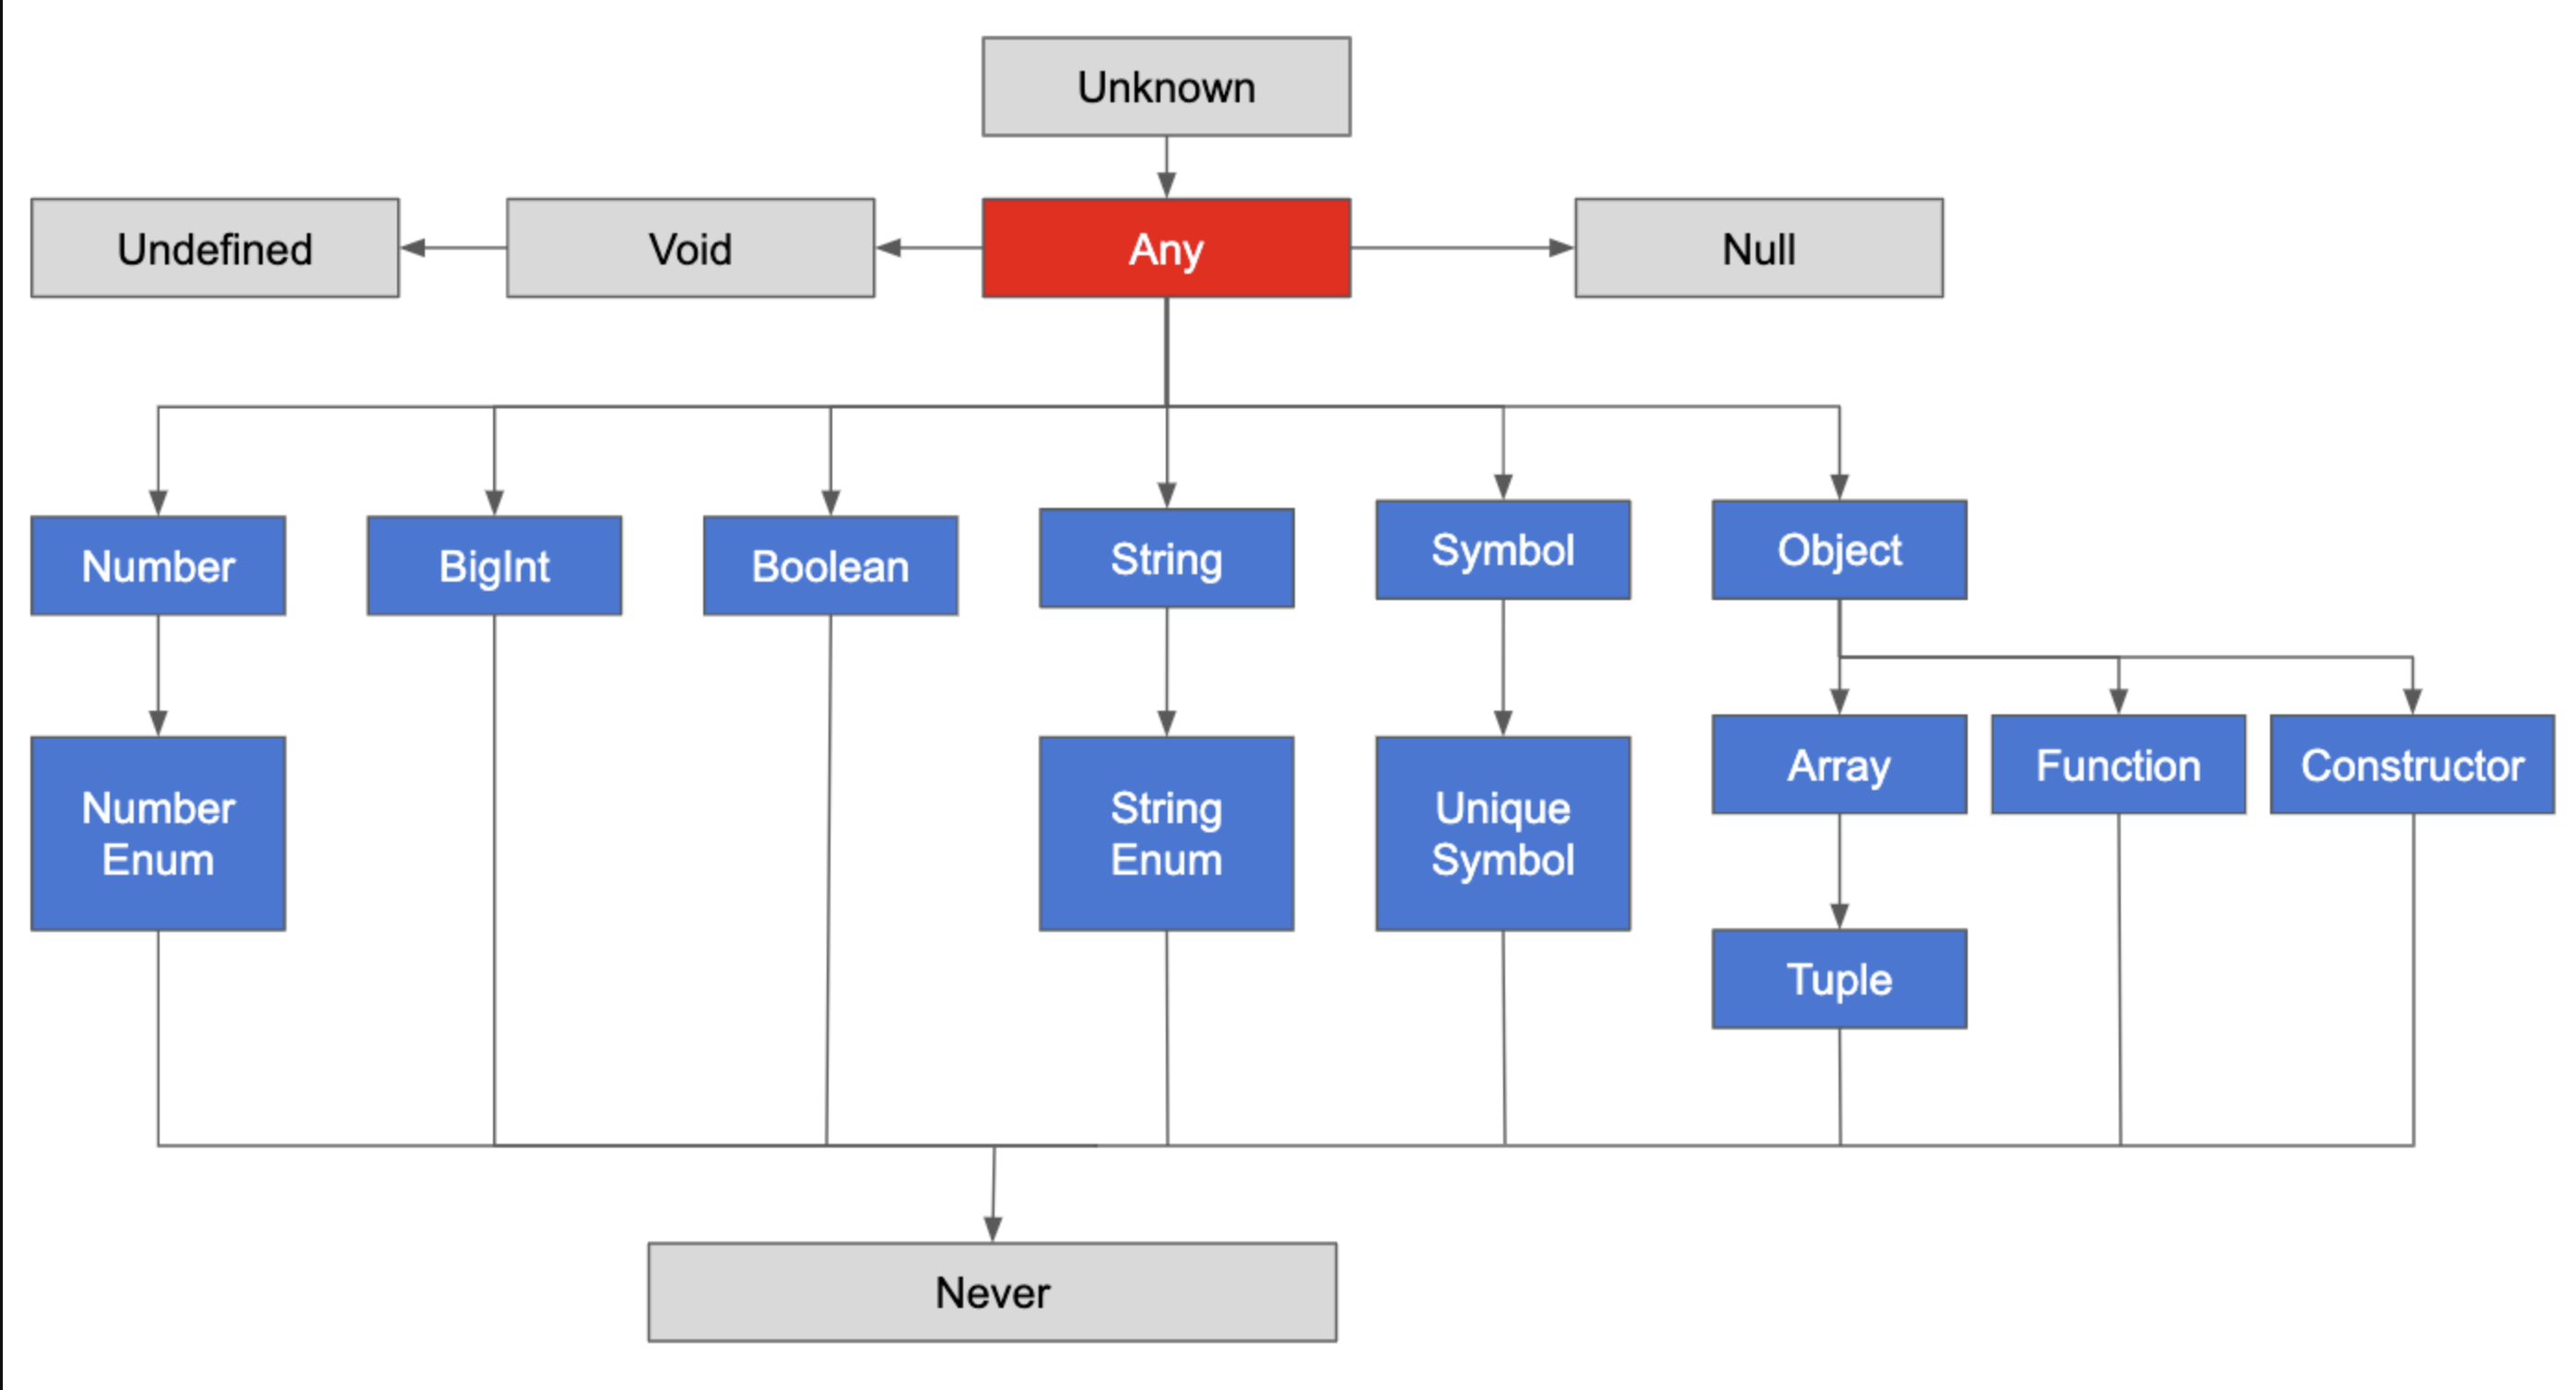 Unknown
Undefined
Void
Any
Null
Number
BigInt
Boolean
String
Symbol
Object
Number
Enum
String
Enum
Unique
Symbol
Array
Function
Constructor
Tuple
Never